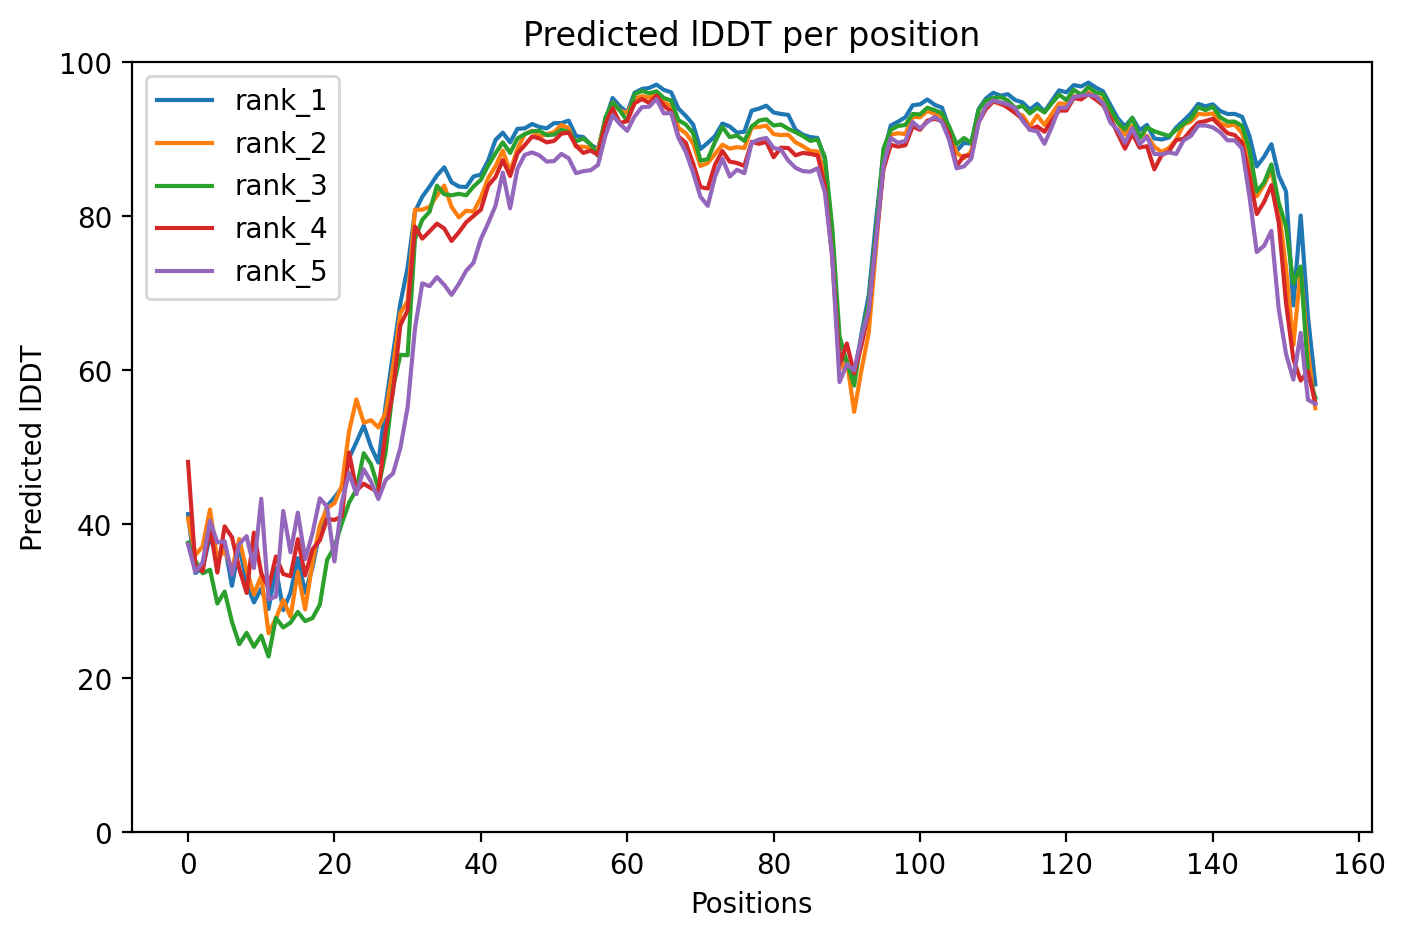 Predicted lDDT per position
100
80
60
40
20
0
Predicted lDDT
rank_1
rank_2
rank_3
rank_4
rank_5
0 20 40 60 80 100 120 140 160
Positions